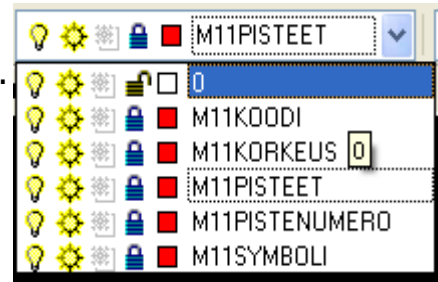 M11PISTEET
0
M11KOODI
M11KORKEUS 0
M11PISTEET
M11PISTENUMERO
M11SYMBOLI